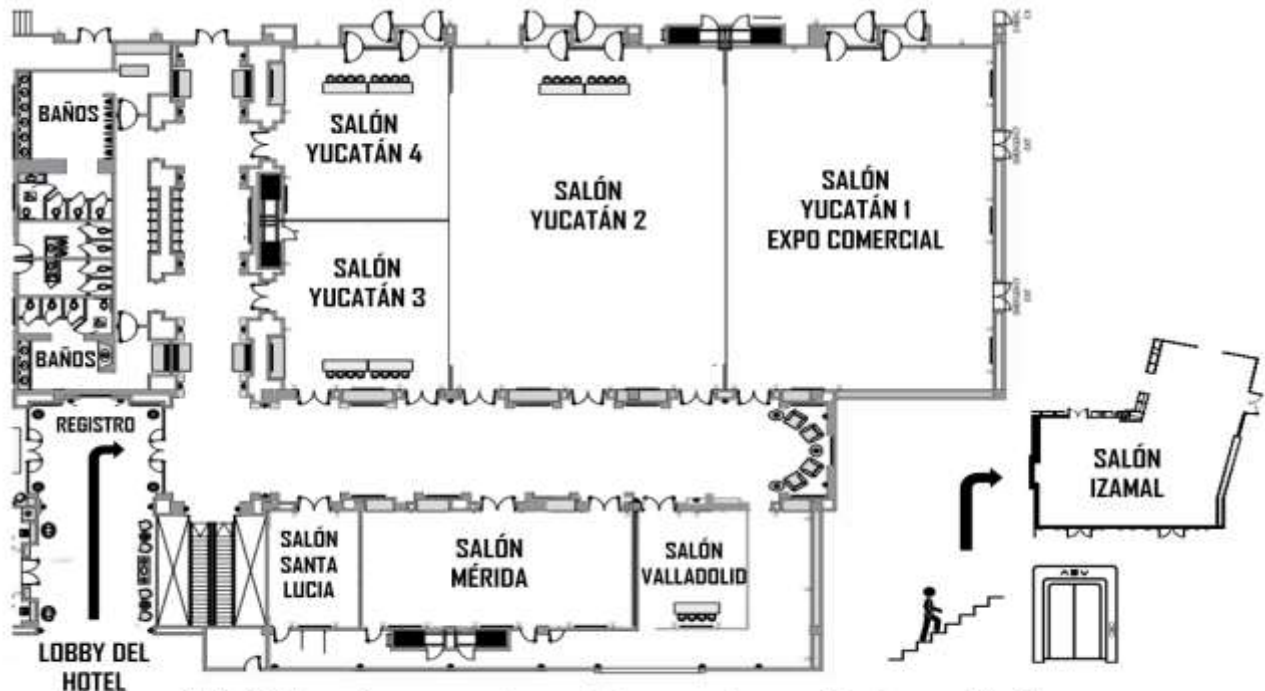 BAÑOS
SALÓN
YUCATÁN 4
SALÓN
YUCATÁN 2
SALÓN
YUCATÁN 1
EXPO COMERCIAL
SALÓN
YUCATÁN 3
BAÑOS
REGISTRO
SALÓN
IZAMAL
SALÓN
SANTA
LUCIA
SALÓN
MÉRIDA
SALÓN
VALLADOLID
LOBBY DEL
HOTEL